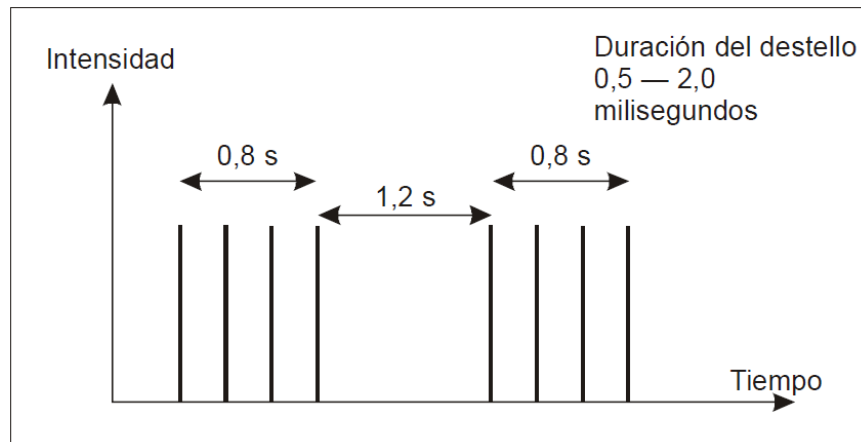 Intensidad
Duración del destello
0,5 — 2,0
milisegundos
0,8 s
1,2 s
0,8 s
Tiempo